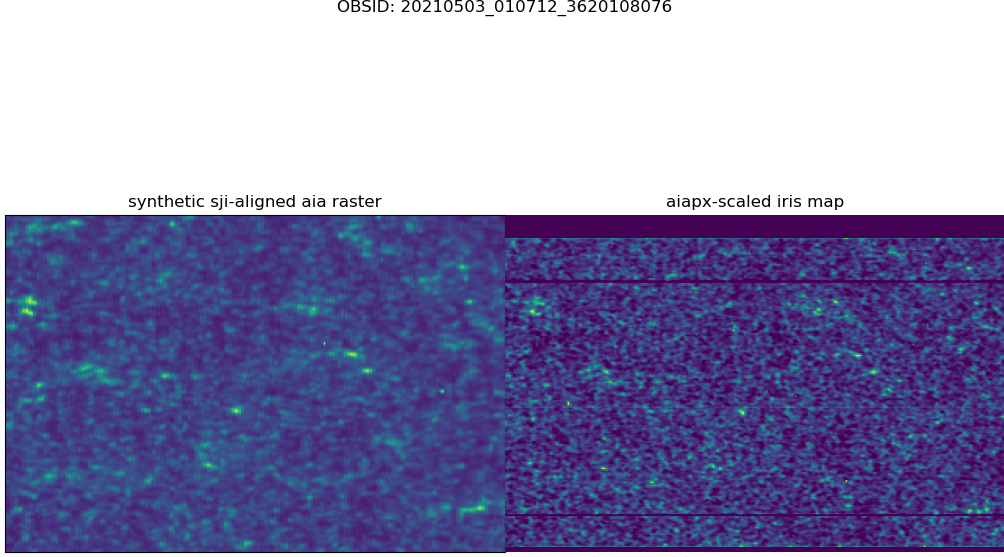 OBSID: 20210503_010712_3620108076
synthetic sji-aligned aia raster
aiapx-scaled iris map